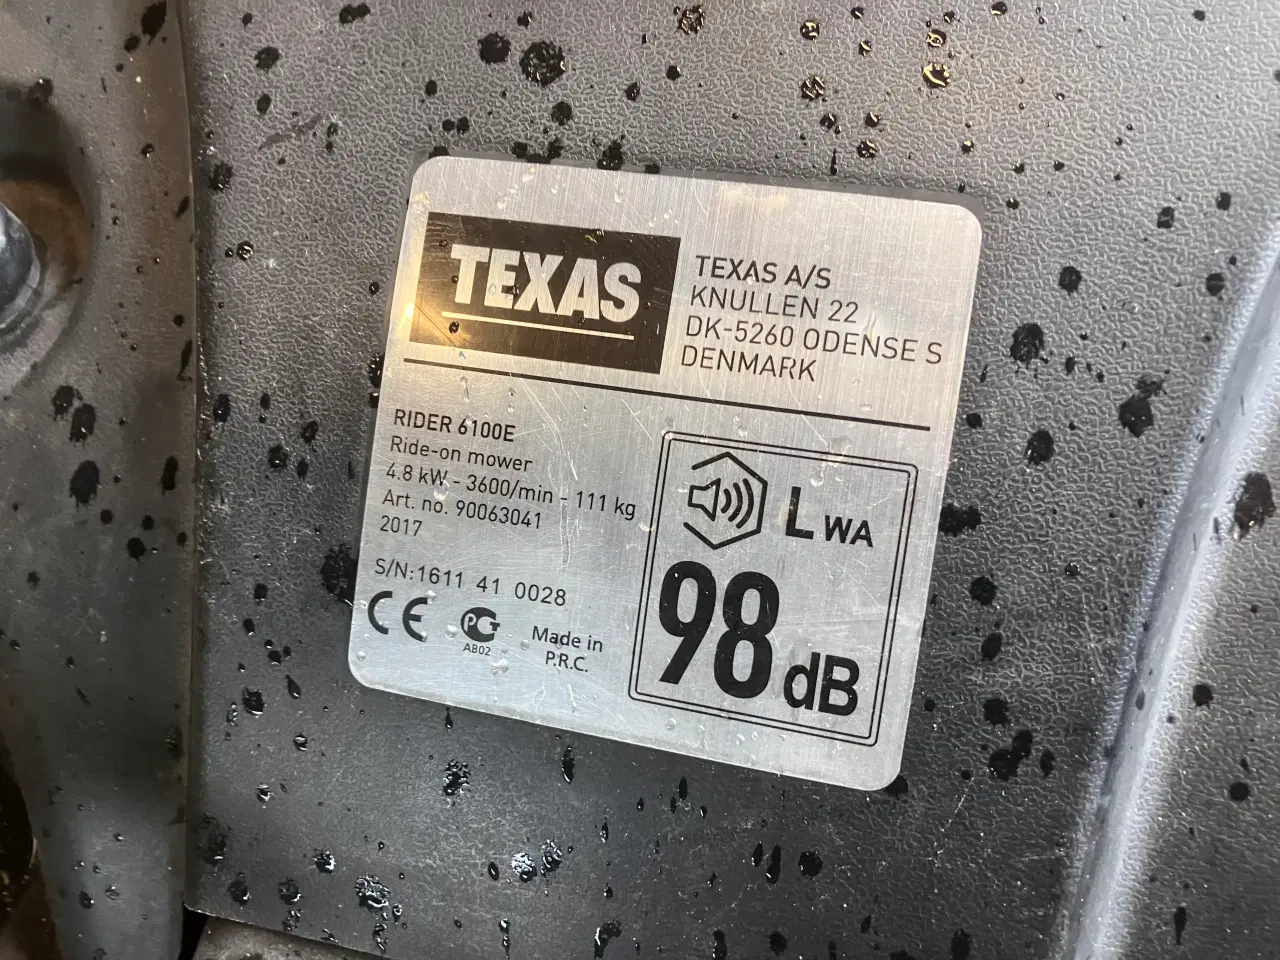 TEXAS
TEXAS A/S
KNULLEN 22
DK-5260 ODENSE S
DENMARK
RIDER 6100E
Ride-on mower
4.8 kW - 3600/min - 111 kg
Art. no. 90063041
2017
S/N:1611 41 0028
CE
PCT
AB02
Made in
P.R.C.
LWA
98 dB